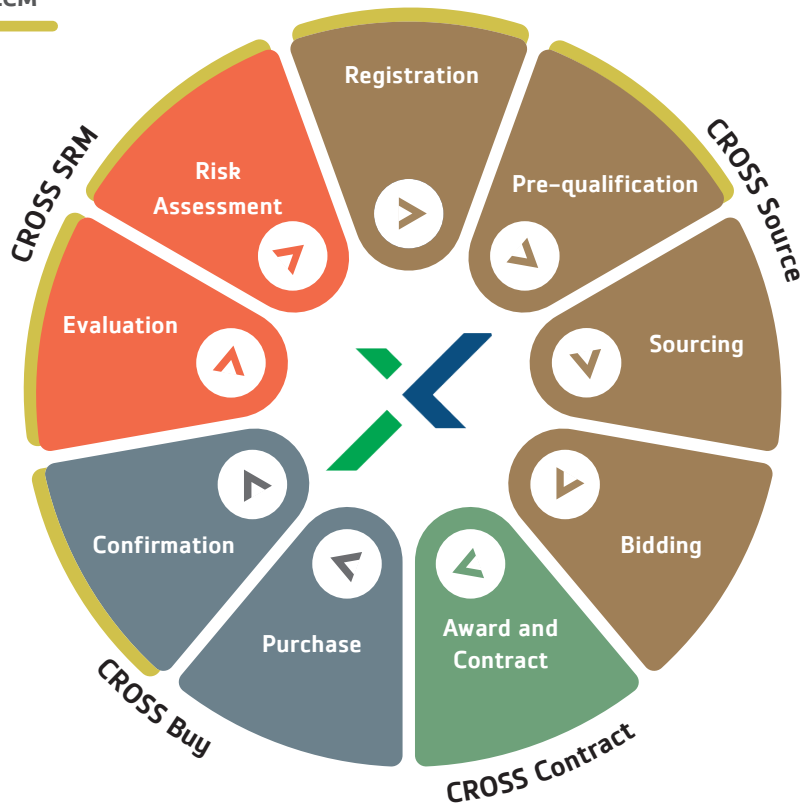 Registration
Pre-qualification
Sourcing
Bidding
Award and
Contract
Purchase
Confirmation
Evaluation
Risk
Assessment
CROSS Source
CROSS Contract
CROSS Buy
CROSS SRM